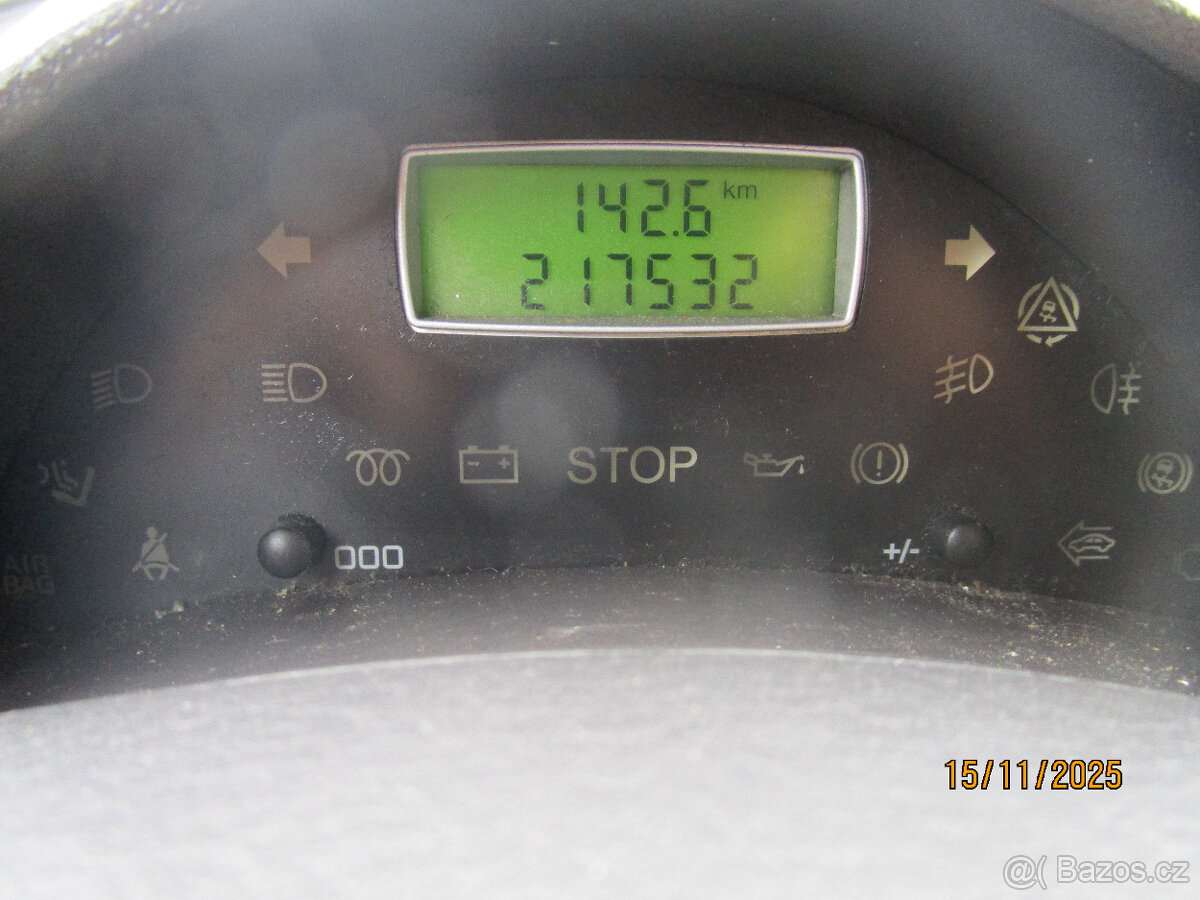 142.6 km
217532
STOP
000
+/-
AIR
BAG
15/11/2025
@( Bazos.cz